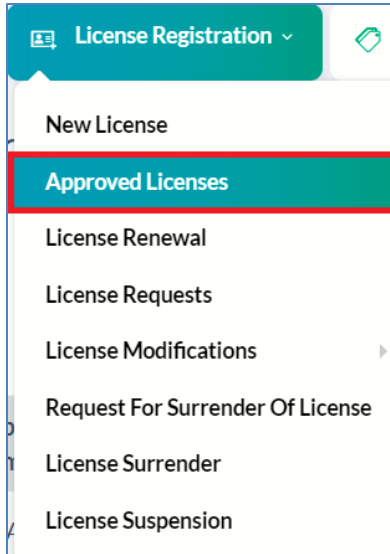 License Registration
New License
Approved Licenses
License Renewal
License Requests
License Modifications
Request For Surrender Of License
License Surrender
License Suspension